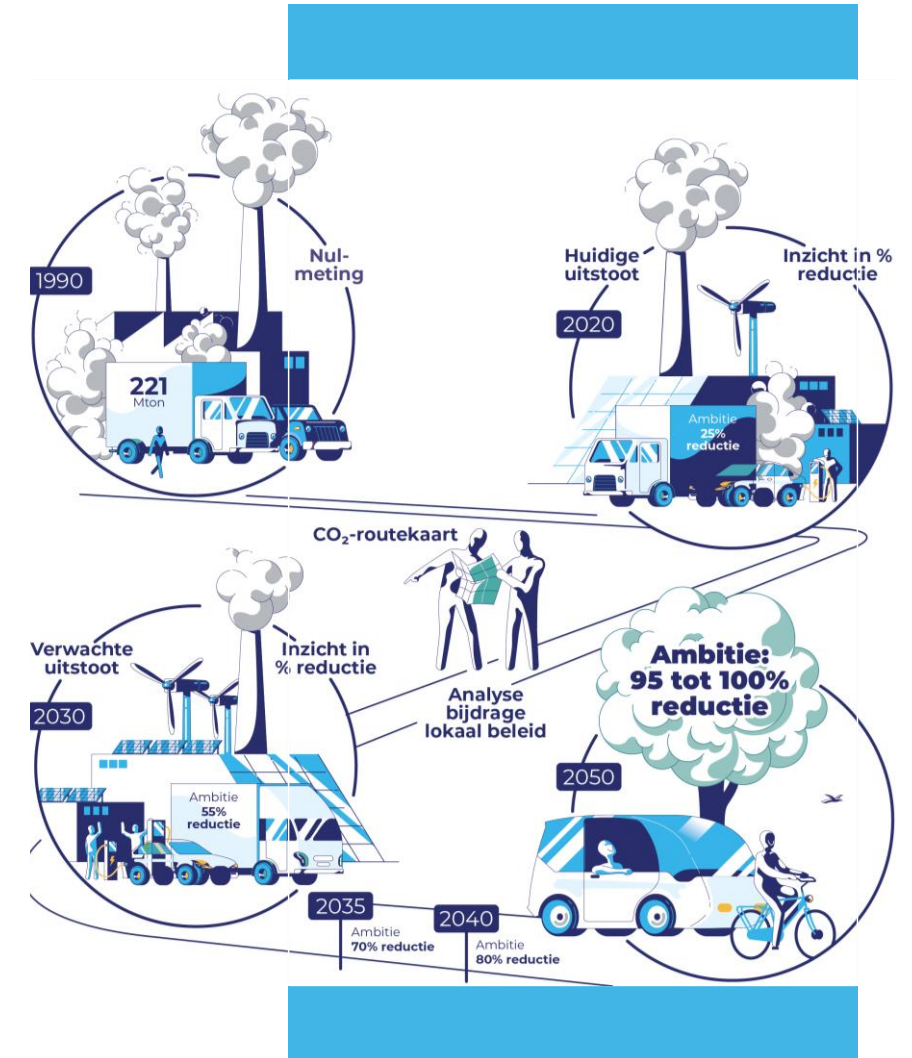 1990
Nul-
meting
221
Mton
Huidige
uitstoot
Inzicht in %
reductie
2020
Ambitie
25%
reductie
CO₂-routekaart
Analyse
bijdrage
lokaal beleid
Verwachte
uitstoot
Inzicht in
% reductie
2030
Ambitie
55%
reductie
2035
Ambitie
70% reductie
2040
Ambitie
80% reductie
Ambitie:
95 tot 100%
reductie
2050